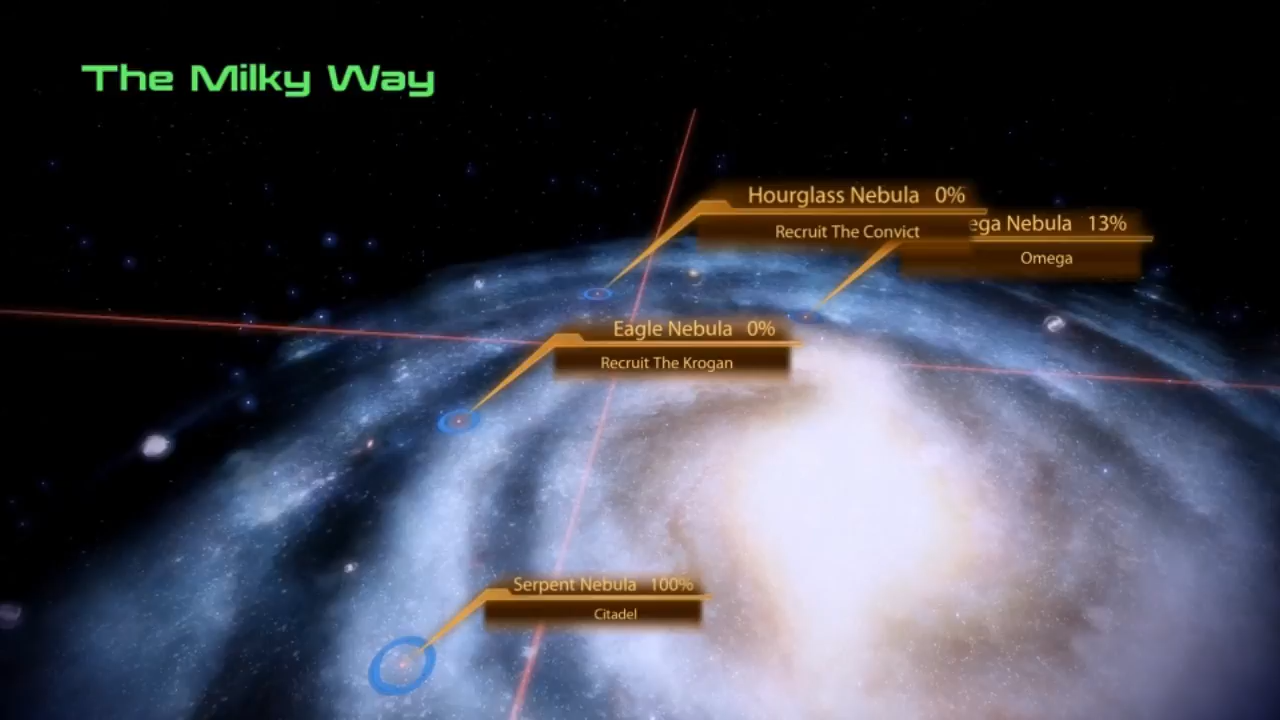 The Milky Way
Hourglass Nebula 0%
Recruit The Convict
Nebula 13%
Omega
Eagle Nebula 0%
Recruit The Krogan
Serpent Nebula 100%
Citadel